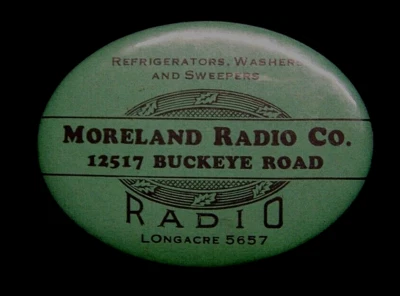 REFRIGERATORS, WASHERS
AND SWEEPERS
MORELAND RADIO CO.
12517 BUCKEYE ROAD
RADIO
LONGACRE 5657